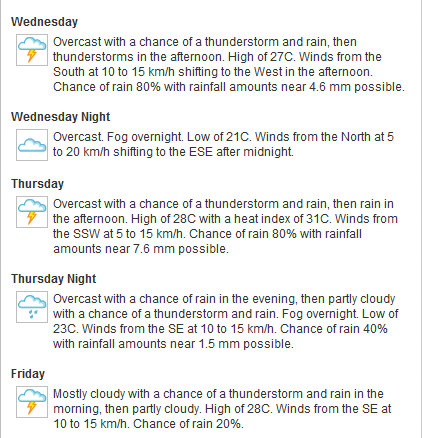 Wednesday
Overcast with a chance of a thunderstorm and rain, then
thunderstorms in the afternoon. High of 27C. Winds from the
South at 10 to 15 km/h shifting to the West in the afternoon.
Chance of rain 80% with rainfall amounts near 4.6 mm possible.
Wednesday Night
Overcast. Fog overnight. Low of 21C. Winds from the North at 5
to 20 km/h shifting to the ESE after midnight.
Thursday
Overcast with a chance of a thunderstorm and rain, then rain in
the afternoon. High of 28C with a heat index of 31C. Winds from
the SSW at 5 to 15 km/h. Chance of rain 80% with rainfall
amounts near 7.6 mm possible.
Thursday Night
Overcast with a chance of rain in the evening, then partly cloudy
with a chance of a thunderstorm and rain. Fog overnight. Low of
23C. Winds from the SE at 10 to 15 km/h. Chance of rain 40%
with rainfall amounts near 1.5 mm possible.
Friday
Mostly cloudy with a chance of a thunderstorm and rain in the
morning, then partly cloudy. High of 28C. Winds from the SE at
10 to 15 km/h. Chance of rain 20%.